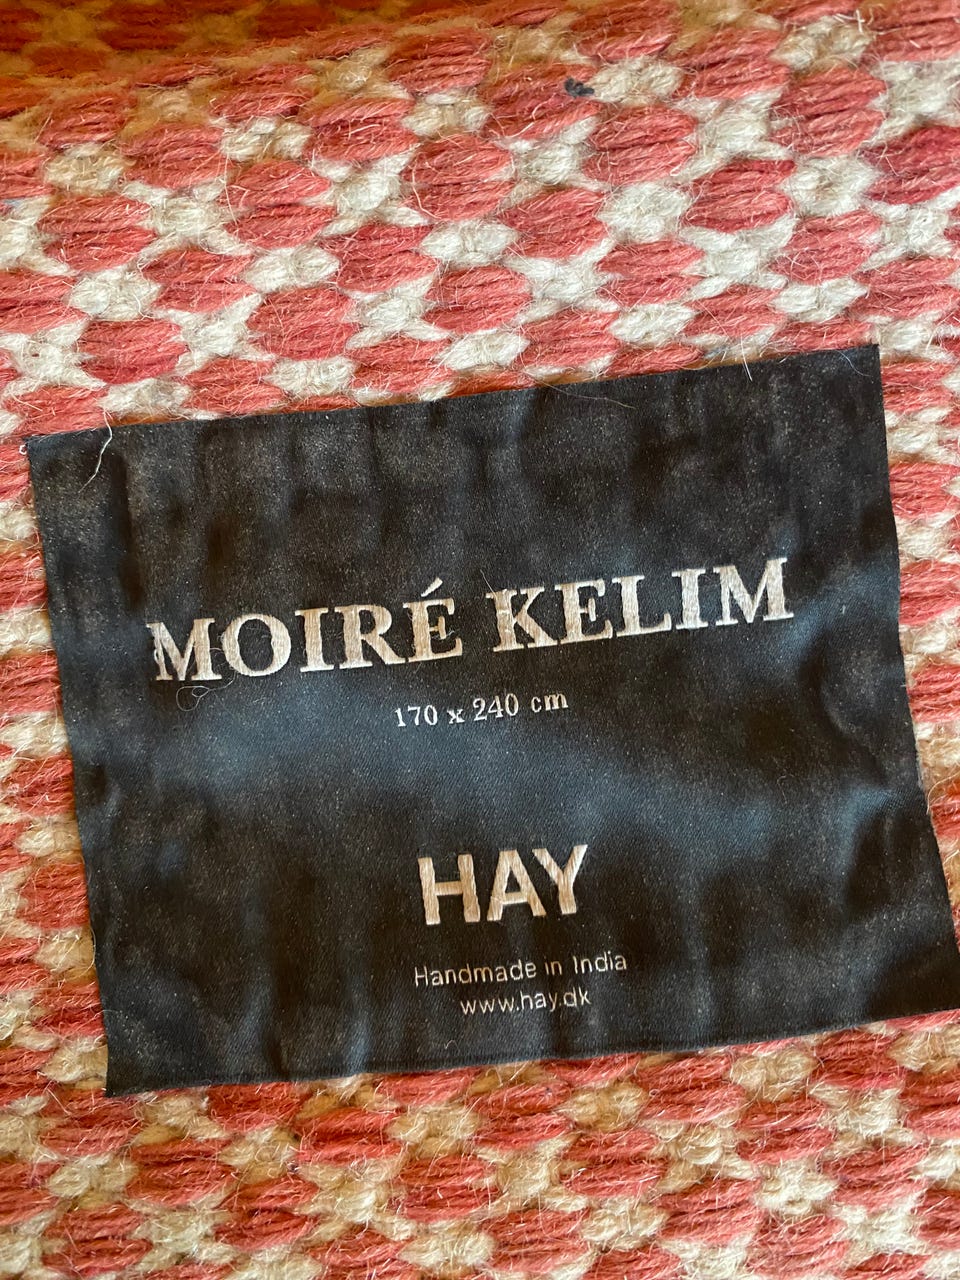 MOIRÉ KELIM
170 x 240 cm
HAY
Handmade in India
www.hay.dk